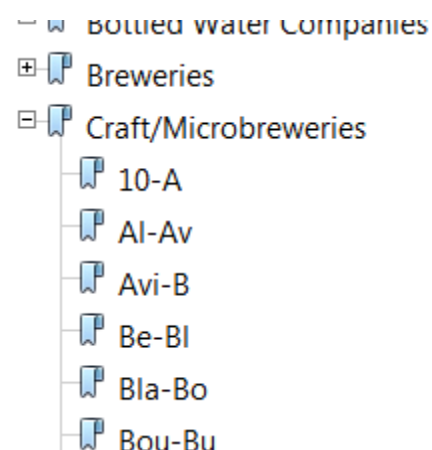 Bottled Water Companies
Breweries
Craft/Microbreweries
10-A
Al-Av
Avi-B
Be-Bl
Bla-Bo
Bou-Bu